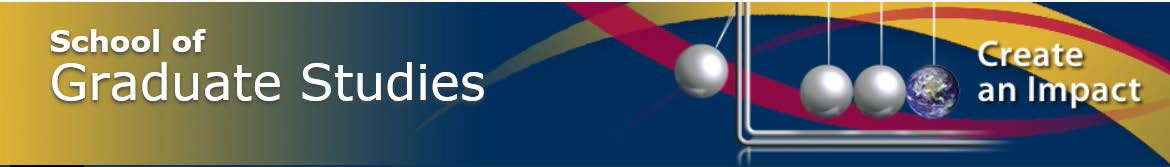 School of
Graduate Studies
Create
an Impact